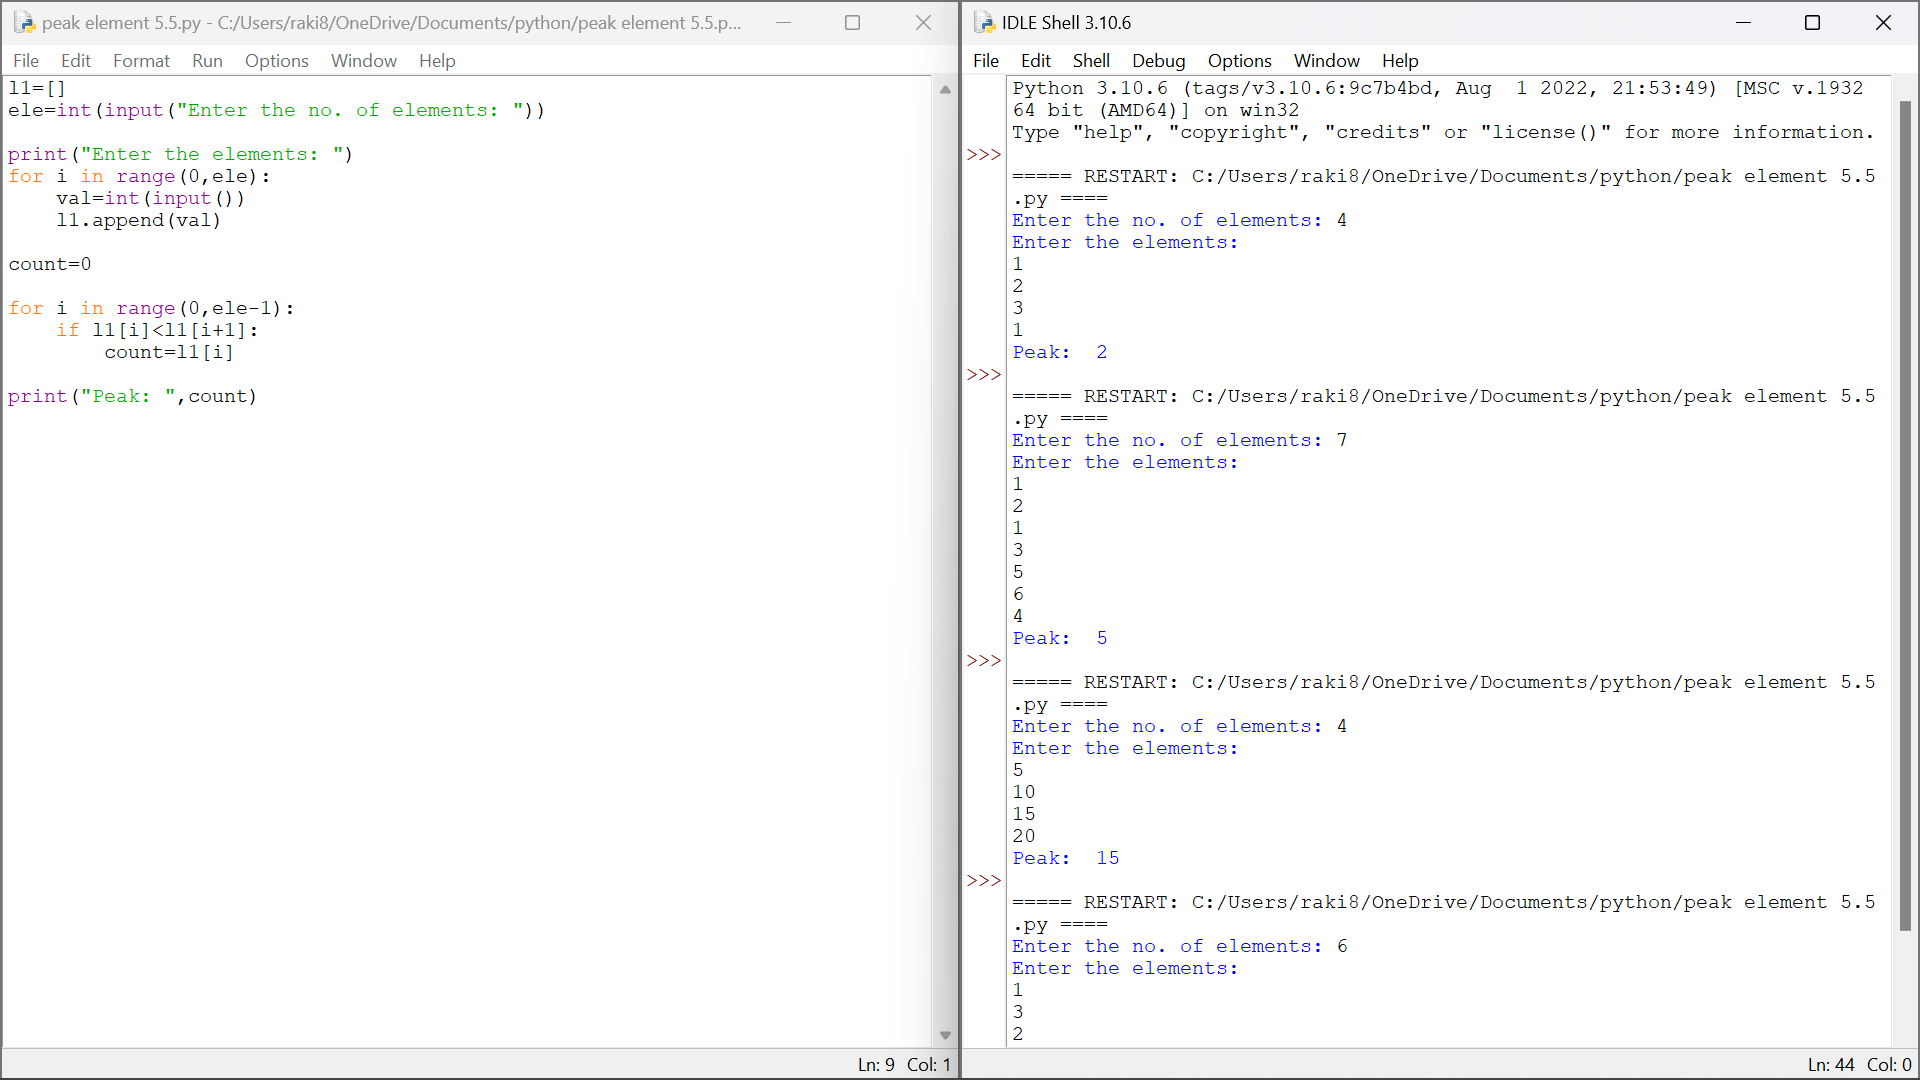 peak element 5.5.py - C:/Users/raki8/OneDrive/Documents/python/peak element 5.5.p...
File Edit Format Run Options Window Help
l1=[]
ele=int(input("Enter the no. of elements: "))
print("Enter the elements: ")
for i in range(0,ele):
    val=int(input())
    l1.append(val)
count=0
for i in range(0,ele-1):
    if l1[i]<l1[i+1]:
        count=l1[i]
print("Peak: ",count)
Ln: 9 Col: 1
IDLE Shell 3.10.6
File Edit Shell Debug Options Window Help
Python 3.10.6 (tags/v3.10.6:9c7b4bd, Aug  1 2022, 21:53:49) [MSC v.1932
64 bit (AMD64)] on win32
Type "help", "copyright", "credits" or "license()" for more information.
>>>
===== RESTART: C:/Users/raki8/OneDrive/Documents/python/peak element 5.5
.py ====
Enter the no. of elements: 4
Enter the elements:
1
2
3
1
Peak:  2
>>>
===== RESTART: C:/Users/raki8/OneDrive/Documents/python/peak element 5.5
.py ====
Enter the no. of elements: 7
Enter the elements:
1
2
1
3
5
6
4
Peak:  5
>>>
===== RESTART: C:/Users/raki8/OneDrive/Documents/python/peak element 5.5
.py ====
Enter the no. of elements: 4
Enter the elements:
5
10
15
20
Peak:  15
>>>
===== RESTART: C:/Users/raki8/OneDrive/Documents/python/peak element 5.5
.py ====
Enter the no. of elements: 6
Enter the elements:
1
3
2
Ln: 44 Col: 0